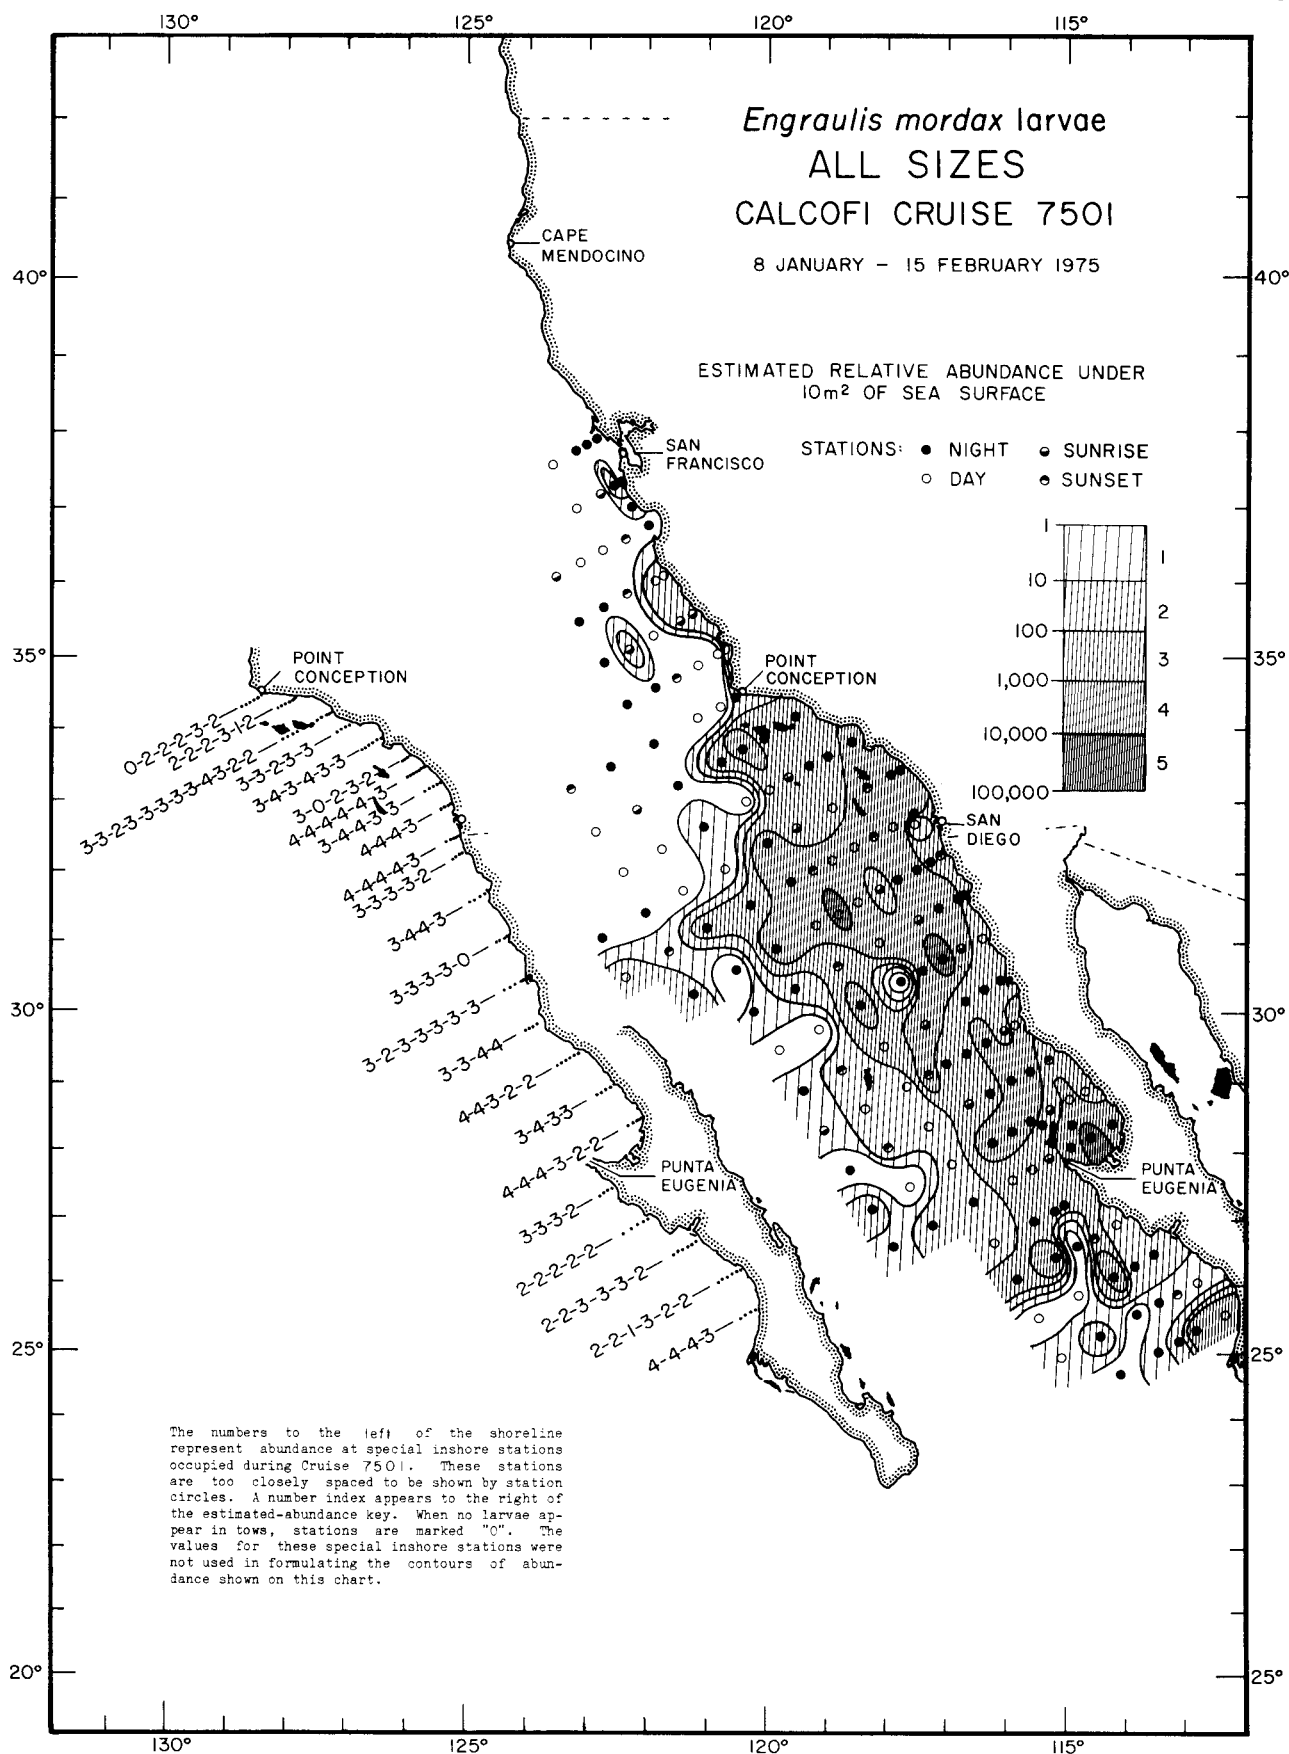 130°
125°
120°
115°
Engraulis mordax larvae
ALL SIZES
CALCOFI CRUISE 7501
8 JANUARY – 15 FEBRUARY 1975
CAPE
MENDOCINO
40°
40°
ESTIMATED RELATIVE ABUNDANCE UNDER
10m² OF SEA SURFACE
SAN
FRANCISCO
STATIONS: ● NIGHT SUNRISE
○ DAY SUNSET
1
10
100
1,000
10,000
100,000
1
2
3
4
5
35°
35°
POINT
CONCEPTION
POINT
CONCEPTION
0-2-2-2-3-2
2-2-2-3-1-2
3-3-2-3-3-3-3-4-3-2-2
3-3-2-3-3
3-4-3-4-3-3
3-0-2-3-2
4-4-4-4-4-3
3-4-4-3-3
4-4-4-3
4-4-4-4-3
3-3-3-3-2
3-4-4-3
3-3-3-3-0
3-2-3-3-3-3-3
3-3-4-4
4-4-3-2-2
3-4-33
4-4-4-3-2-2
3-3-3-2
2-2-2-2-2
2-2-3-3-3-2
2-2-1-3-2-2
4-4-4-3
SAN
DIEGO
30°
30°
PUNTA
EUGENIA
PUNTA
EUGENIA
25°
25°
The numbers to the left of the shoreline
represent abundance at special inshore stations
occupied during Cruise 7501. These stations
are too closely spaced to be shown by station
circles. A number index appears to the right of
the estimated-abundance key. When no larvae ap-
pear in tows, stations are marked "0". The
values for these special inshore stations were
not used in formulating the contours of abun-
dance shown on this chart.
20°
25°
130°
125°
120°
115°